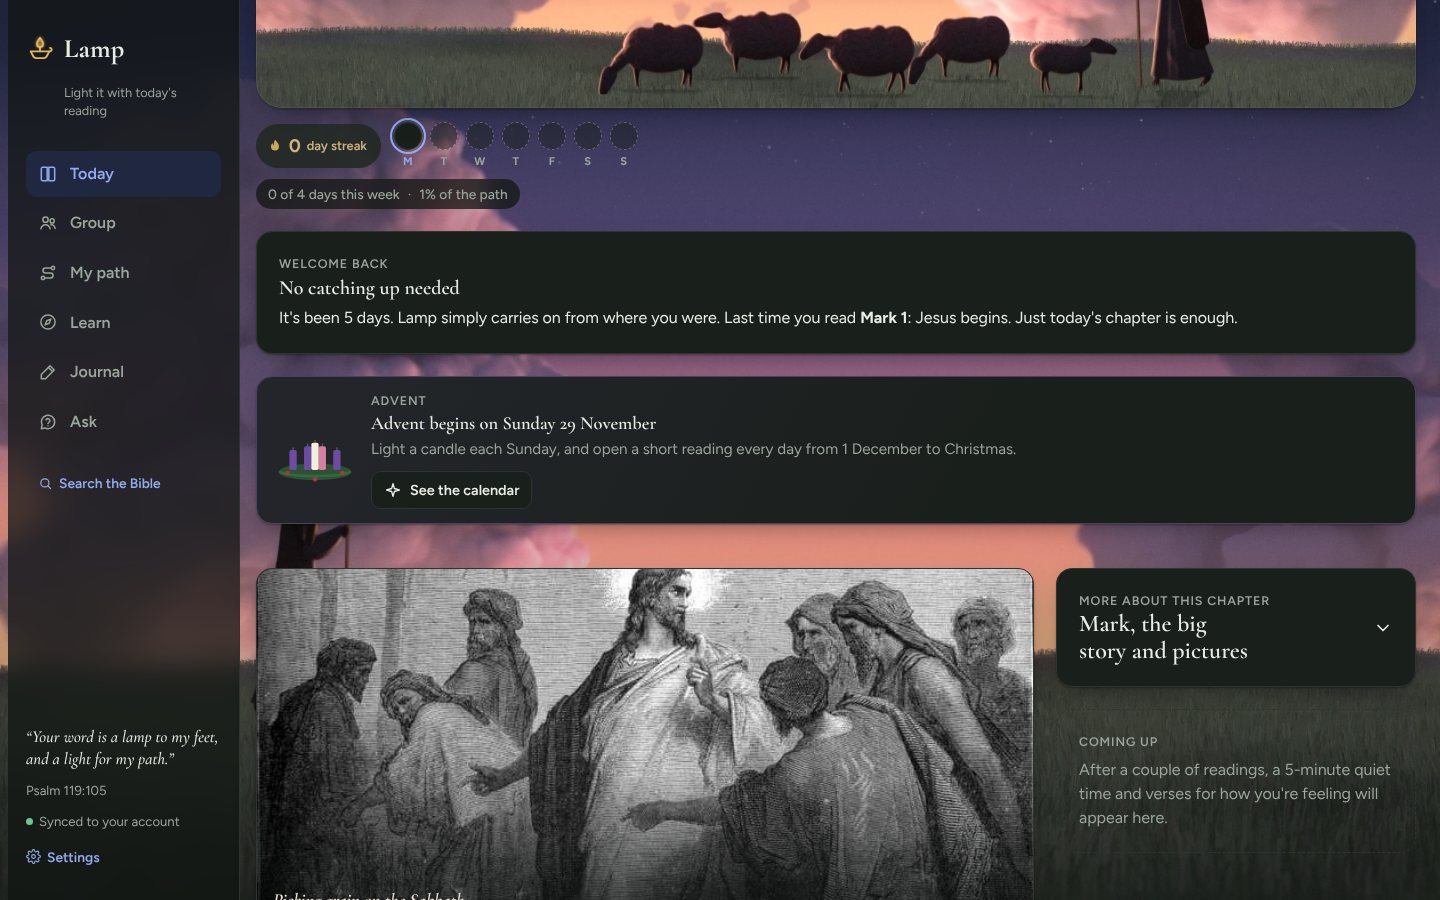 Lamp
Light it with today's
reading
Today
Group
My path
Learn
Journal
Ask
Search the Bible
“Your word is a lamp to my feet,
and a light for my path.”
Psalm 119:105
Synced to your account
Settings
0 day streak
M T W T F S S
0 of 4 days this week · 1% of the path
WELCOME BACK
No catching up needed
It's been 5 days. Lamp simply carries on from where you were. Last time you read Mark 1: Jesus begins. Just today's chapter is enough.
ADVENT
Advent begins on Sunday 29 November
Light a candle each Sunday, and open a short reading every day from 1 December to Christmas.
See the calendar
Picking grain on the Sabbath
MORE ABOUT THIS CHAPTER
Mark, the big
story and pictures
COMING UP
After a couple of readings, a 5-minute quiet
time and verses for how you're feeling will
appear here.